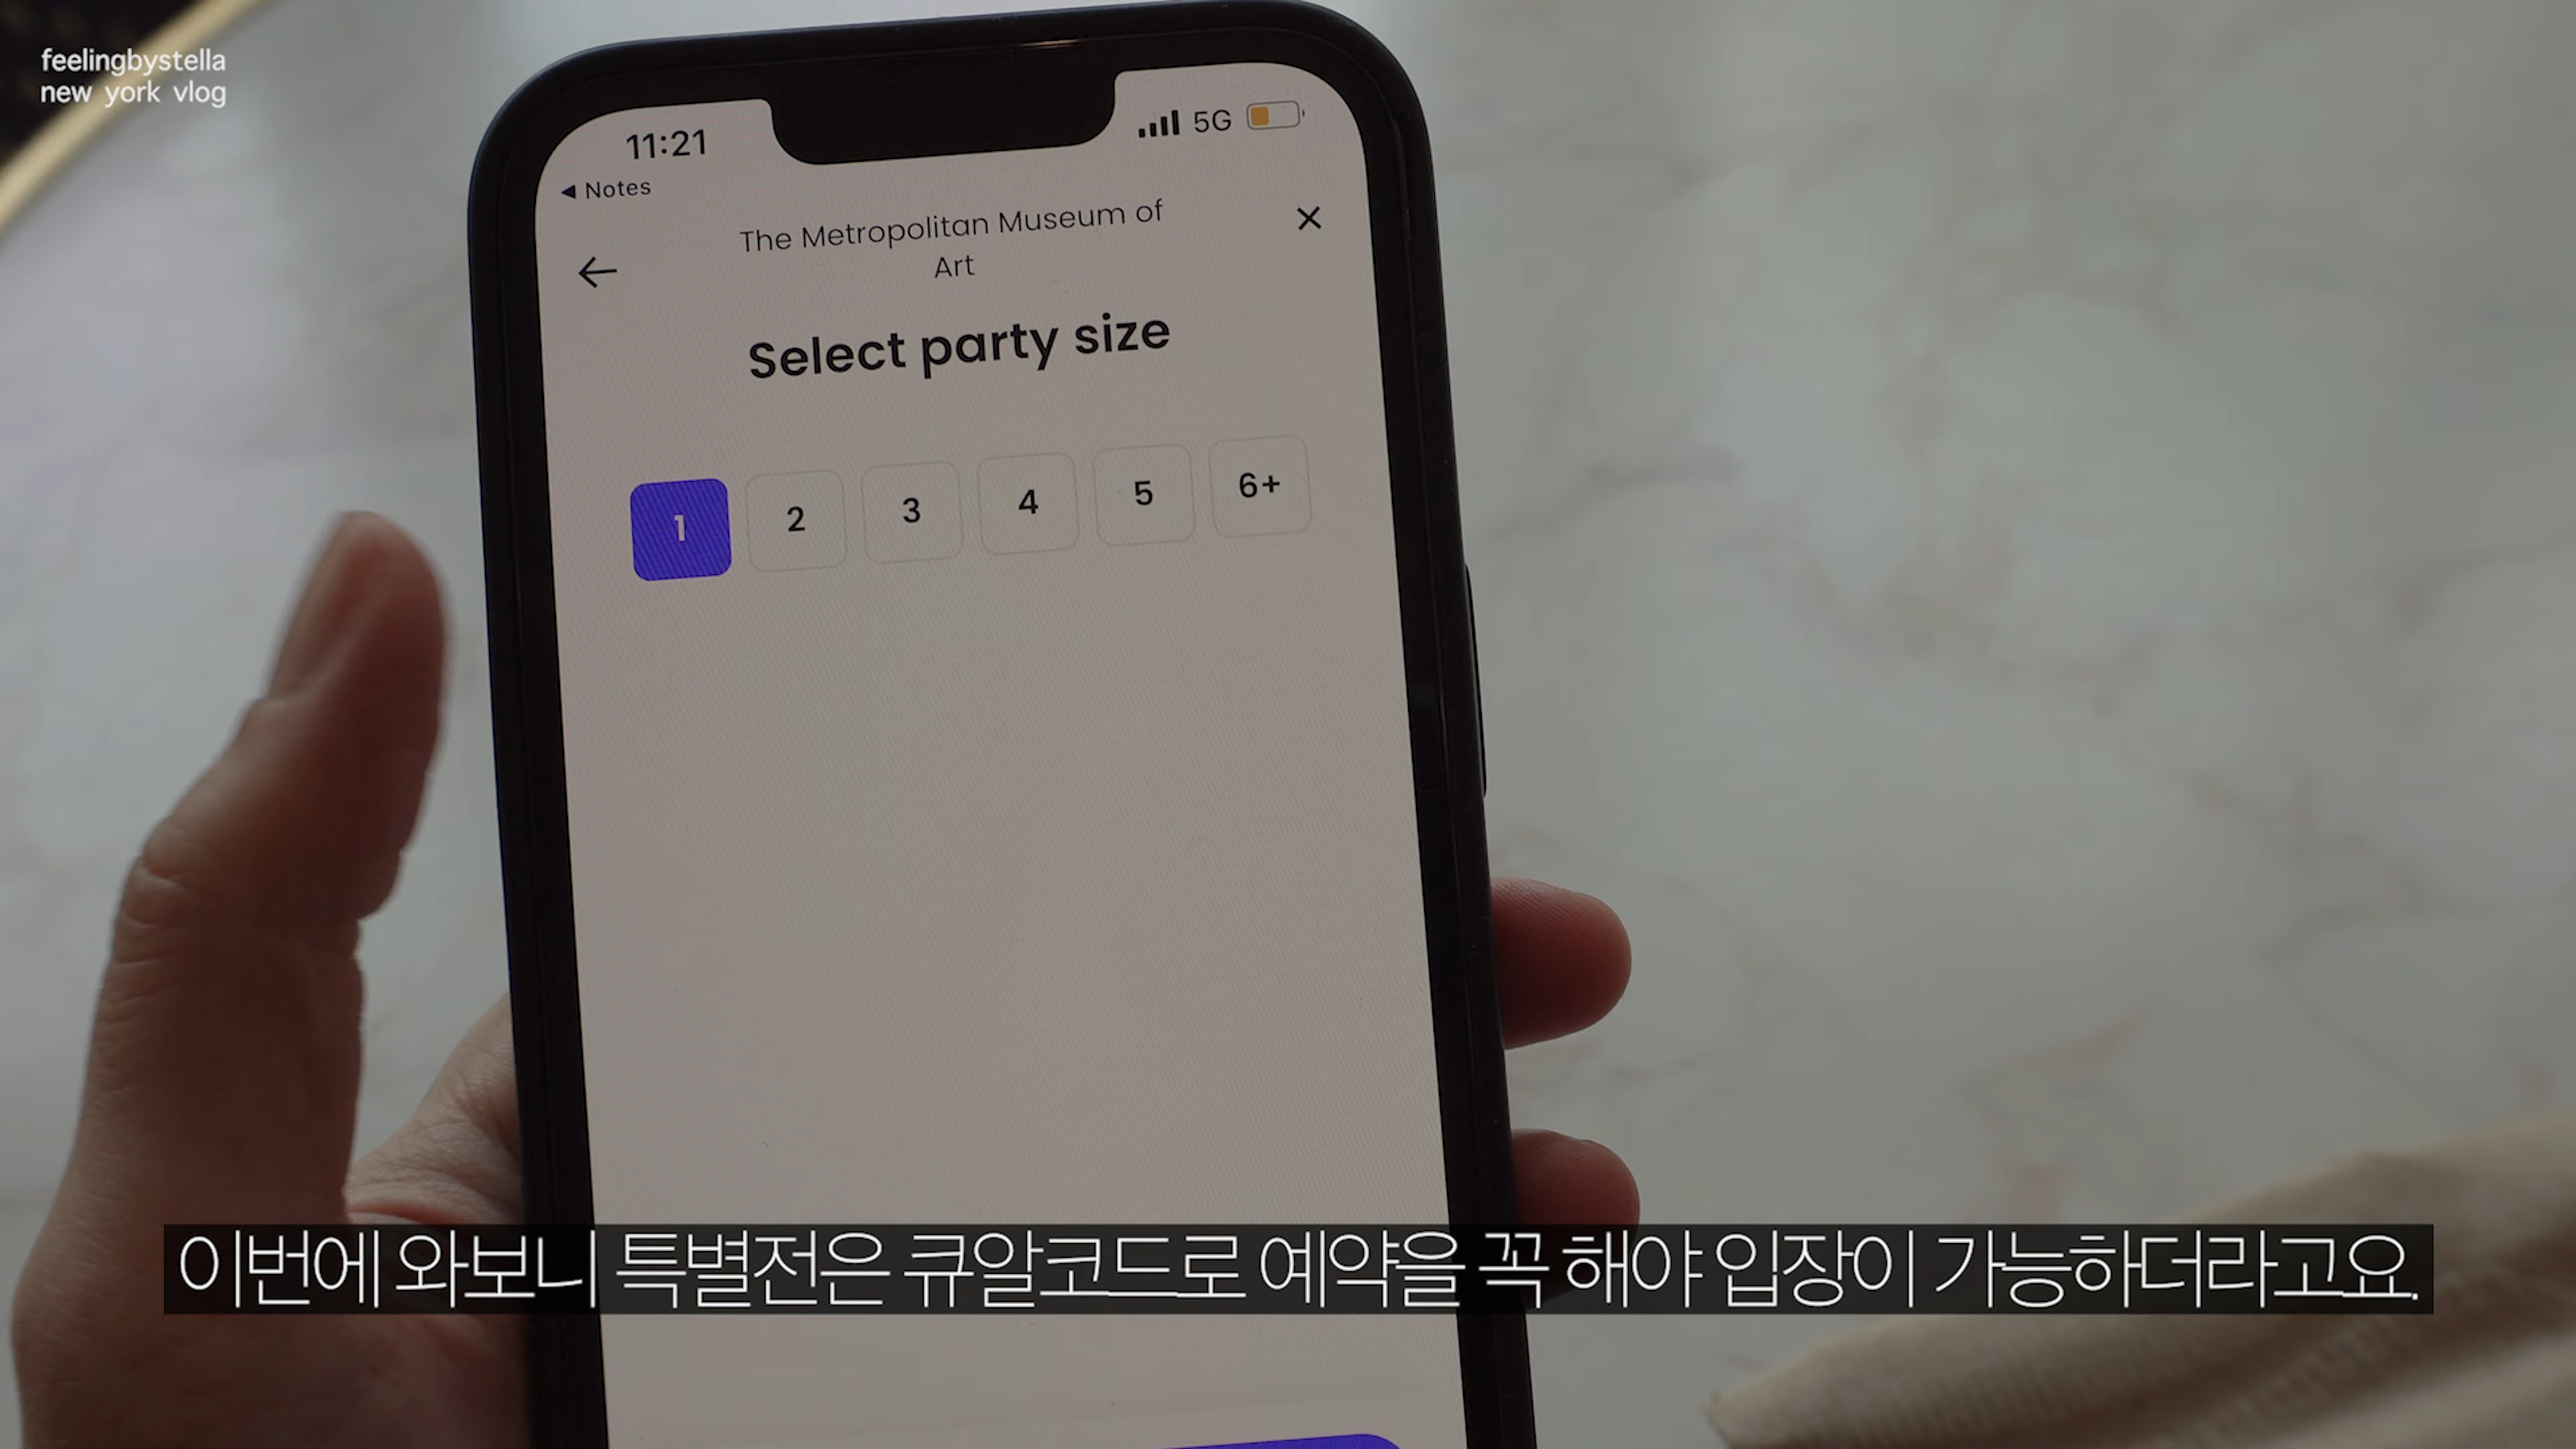 feelingbystella
new york vlog
11:21
5G
◀ Notes
The Metropolitan Museum of
Art
Select party size
1 2 3 4 5 6+
이번에 와보니 특별전은 큐알코드로 예약을 꼭 해야 입장이 가능하더라고요.